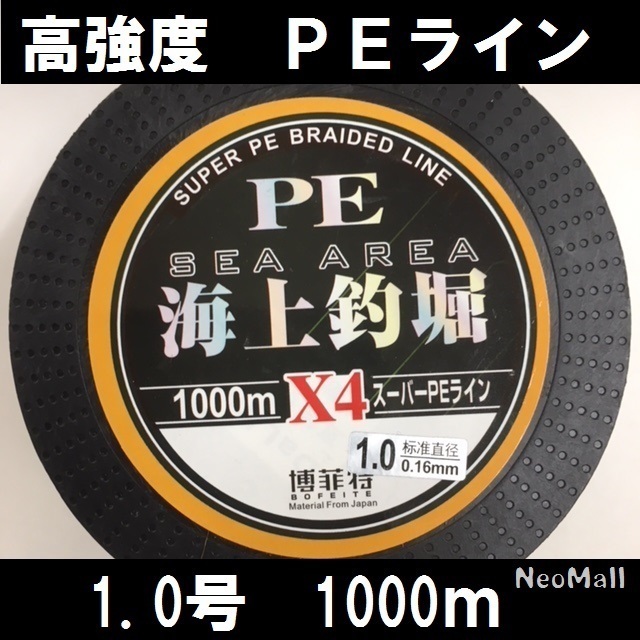 高強度　ＰＥライン
SUPER PE BRAIDED LINE
PE
SEA AREA
海上釣堀
1000m X4 スーパーPEライン
1.0 标准直径 0.16mm
博菲特
BOFEITE
Material From Japan
NeoMall
1.0号　1000m